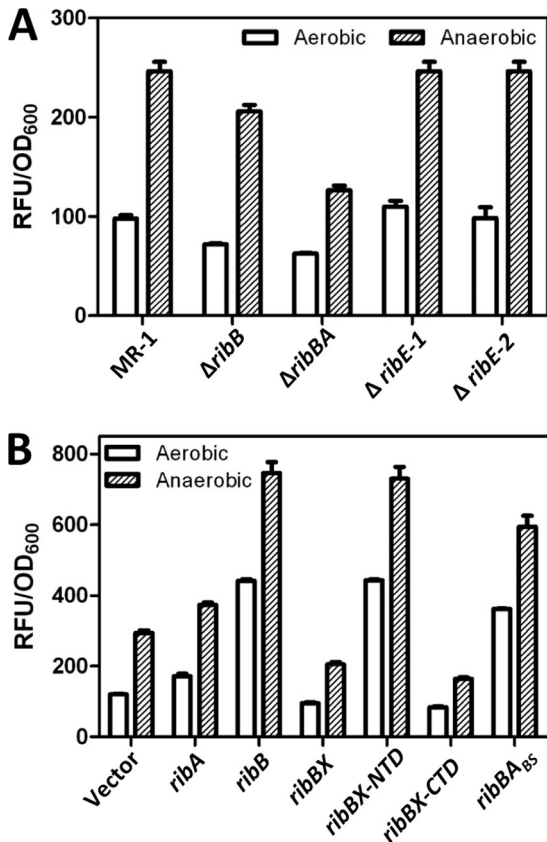 A
300
Aerobic Anaerobic
200
100
0
RFU/OD600
MR-1
ΔribB
ΔribBA
Δ ribE-1
Δ ribE-2
B
800
Aerobic
Anaerobic
600
400
200
0
RFU/OD600
Vector
ribA
ribB
ribBX
ribBX-NTD
ribBX-CTD
ribBABS